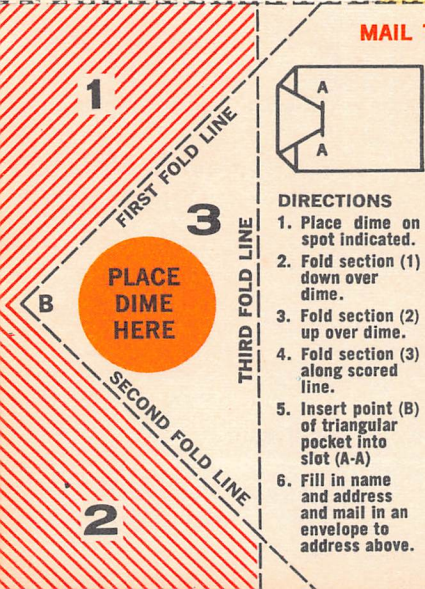 MAIL
1
FIRST FOLD LINE
3
THIRD FOLD LINE
PLACE
DIME
HERE
B
SECOND FOLD LINE
2
A
A
DIRECTIONS
1. Place dime on
spot indicated.
2. Fold section (1)
down over
dime.
3. Fold section (2)
up over dime.
4. Fold section (3)
along scored
line.
5. Insert point (B)
of triangular
pocket into
slot (A-A)
6. Fill in name
and address
and mail in an
envelope to
address above.